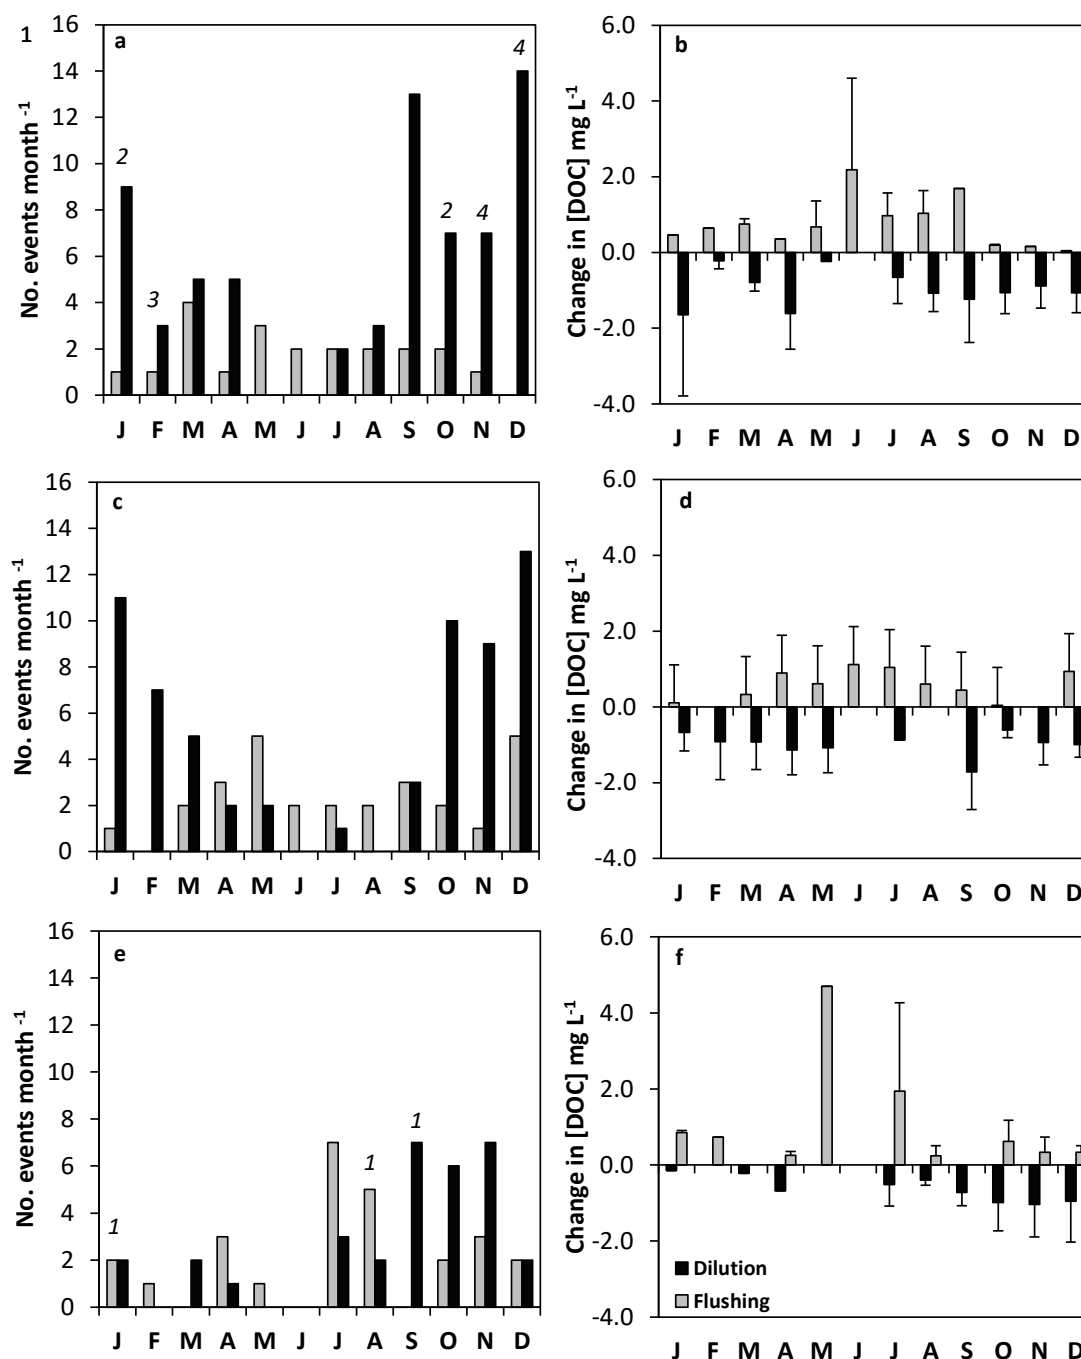 1
a
No. events month -1
16
14
12
10
8
6
4
2
0
2
3
2
4
4
J F M A M J J A S O N D
b
Change in [DOC] mg L-1
6.0
4.0
2.0
0.0
-2.0
-4.0
J F M A M J J A S O N D
c
No. events month -1
16
14
12
10
8
6
4
2
0
J F M A M J J A S O N D
d
Change in [DOC] mg L-1
6.0
4.0
2.0
0.0
-2.0
-4.0
J F M A M J J A S O N D
e
No. events month -1
16
14
12
10
8
6
4
2
0
1
1
1
J F M A M J J A S O N D
f
Change in [DOC] mg L-1
6.0
4.0
2.0
0.0
-2.0
-4.0
Dilution
Flushing
J F M A M J J A S O N D